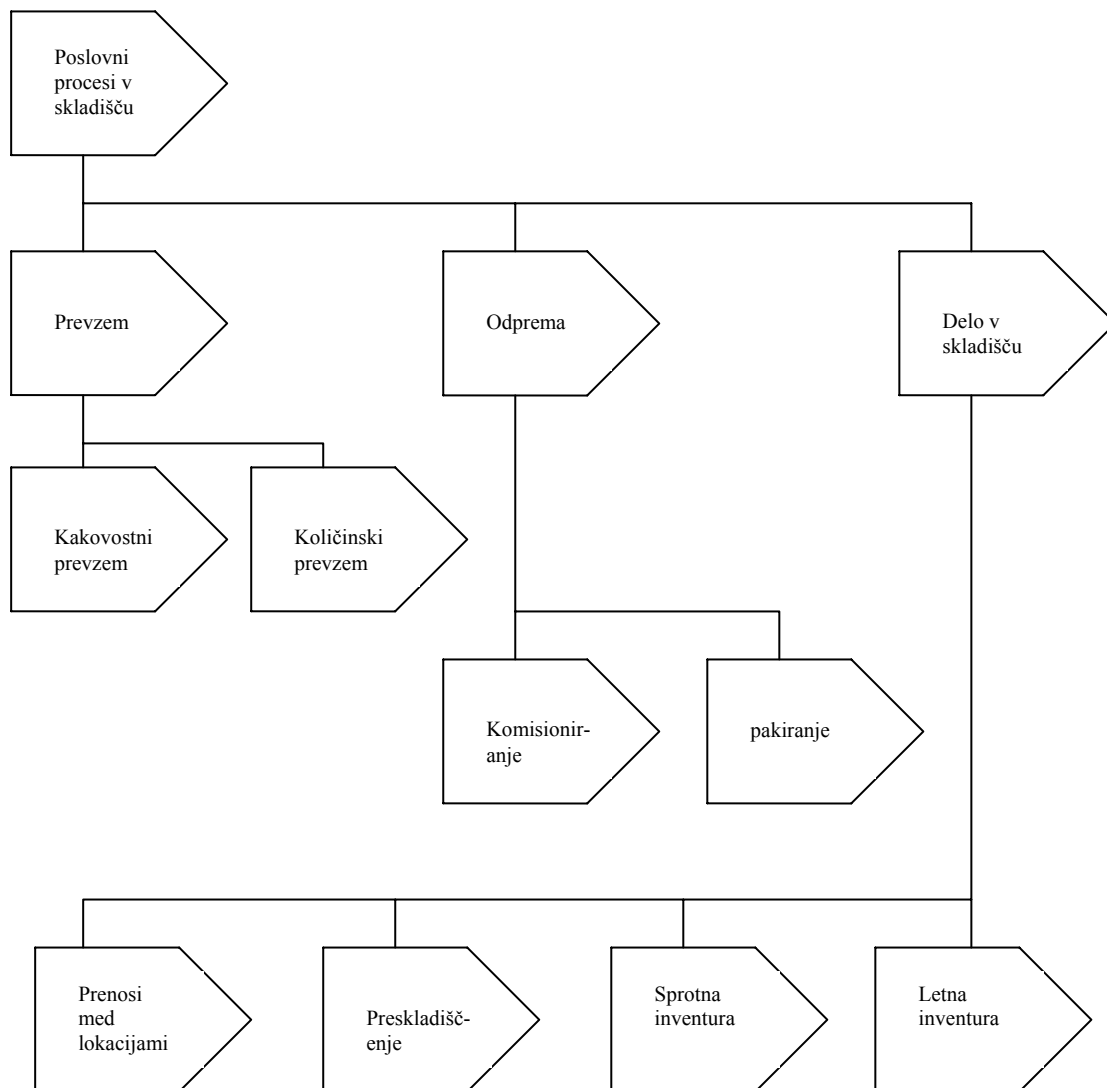 Poslovni
procesi v
skladišču
Prevzem
Odprema
Delo v
skladišču
Kakovostni
prevzem
Količinski
prevzem
Komisionir-
anje
pakiranje
Prenosi
med
lokacijami
Preskladišč-
enje
Sprotna
inventura
Letna
inventura